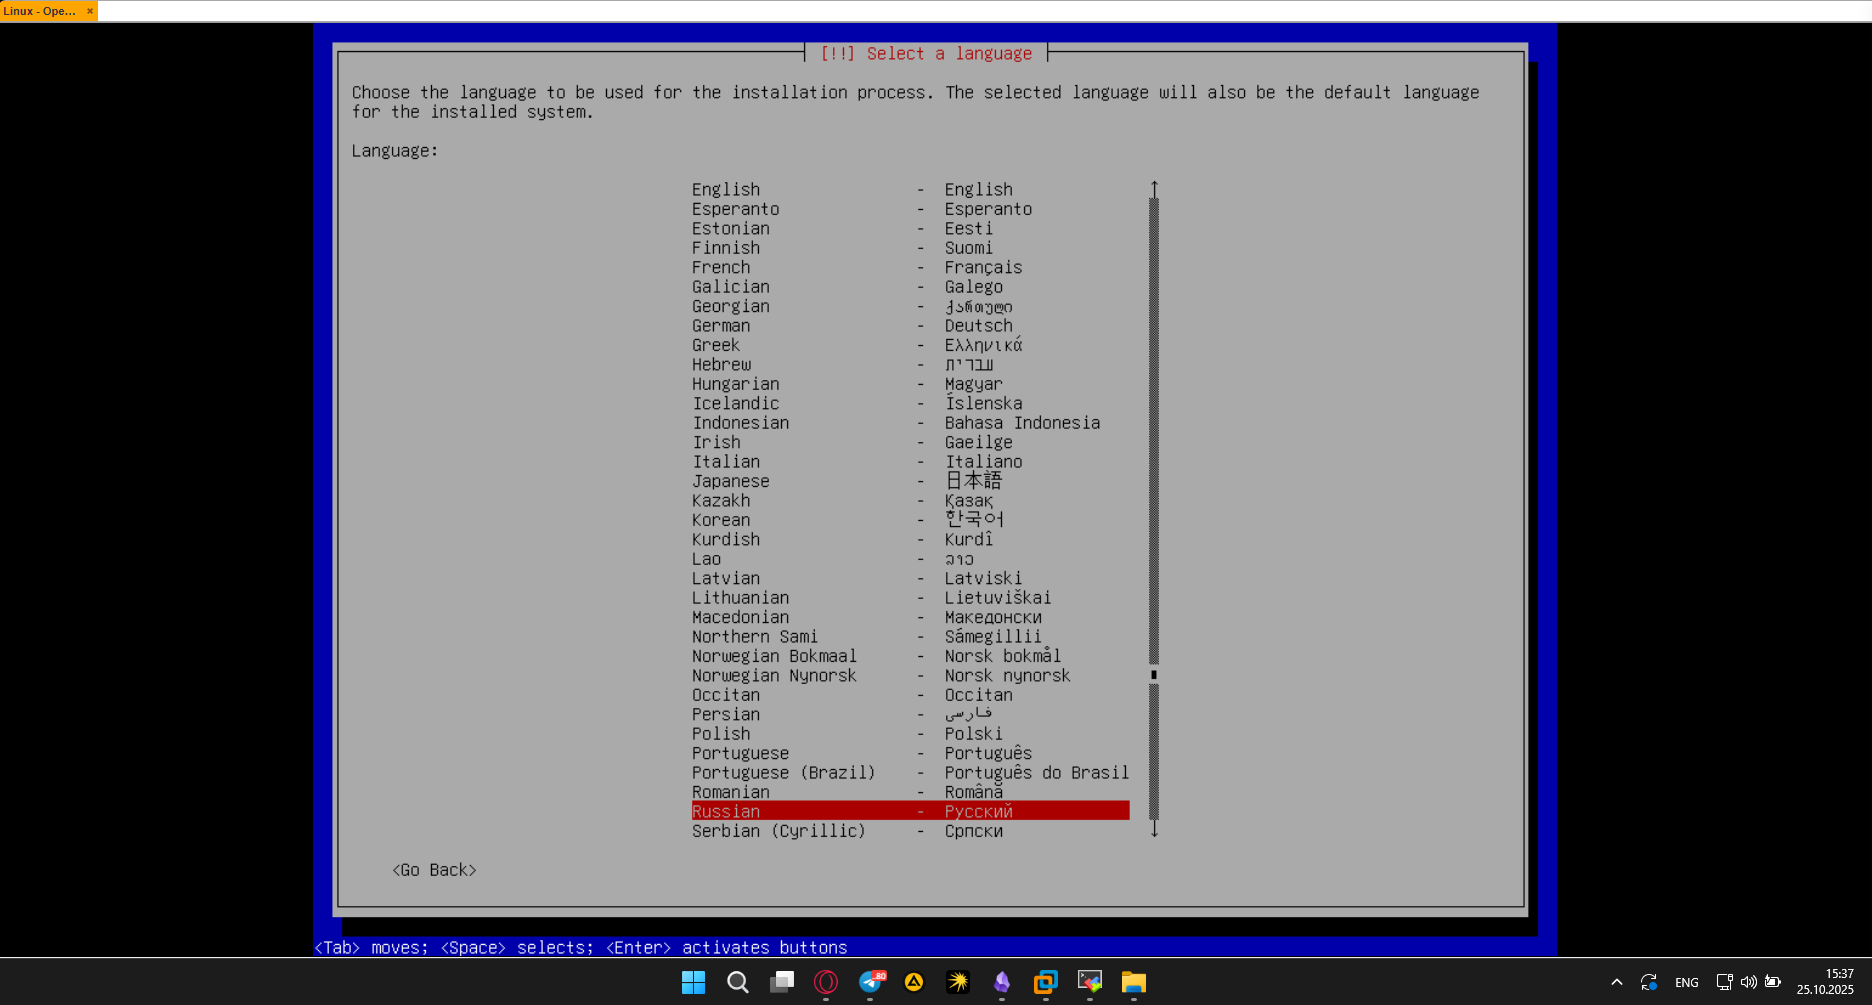 Linux - Ope... ×
[!!] Select a language
Choose the language to be used for the installation process. The selected language will also be the default language
for the installed system.
Language:
English - English
Esperanto - Esperanto
Estonian - Eesti
Finnish - Suomi
French - Français
Galician - Galego
Georgian - ქართული
German - Deutsch
Greek - Ελληνικά
Hebrew - עברית
Hungarian - Magyar
Icelandic - Íslenska
Indonesian - Bahasa Indonesia
Irish - Gaeilge
Italian - Italiano
Japanese - 日本語
Kazakh - Қазақ
Korean - 한국어
Kurdish - Kurdî
Lao - ລາວ
Latvian - Latviski
Lithuanian - Lietuviškai
Macedonian - Македонски
Northern Sami - Sámegillii
Norwegian Bokmaal - Norsk bokmål
Norwegian Nynorsk - Norsk nynorsk
Occitan - Occitan
Persian - فارسی
Polish - Polski
Portuguese - Português
Portuguese (Brazil) - Português do Brasil
Romanian - Română
Russian - Русский
Serbian (Cyrillic) - Српски
<Go Back>
<Tab> moves; <Space> selects; <Enter> activates buttons
80
ENG
15:37
25.10.2025